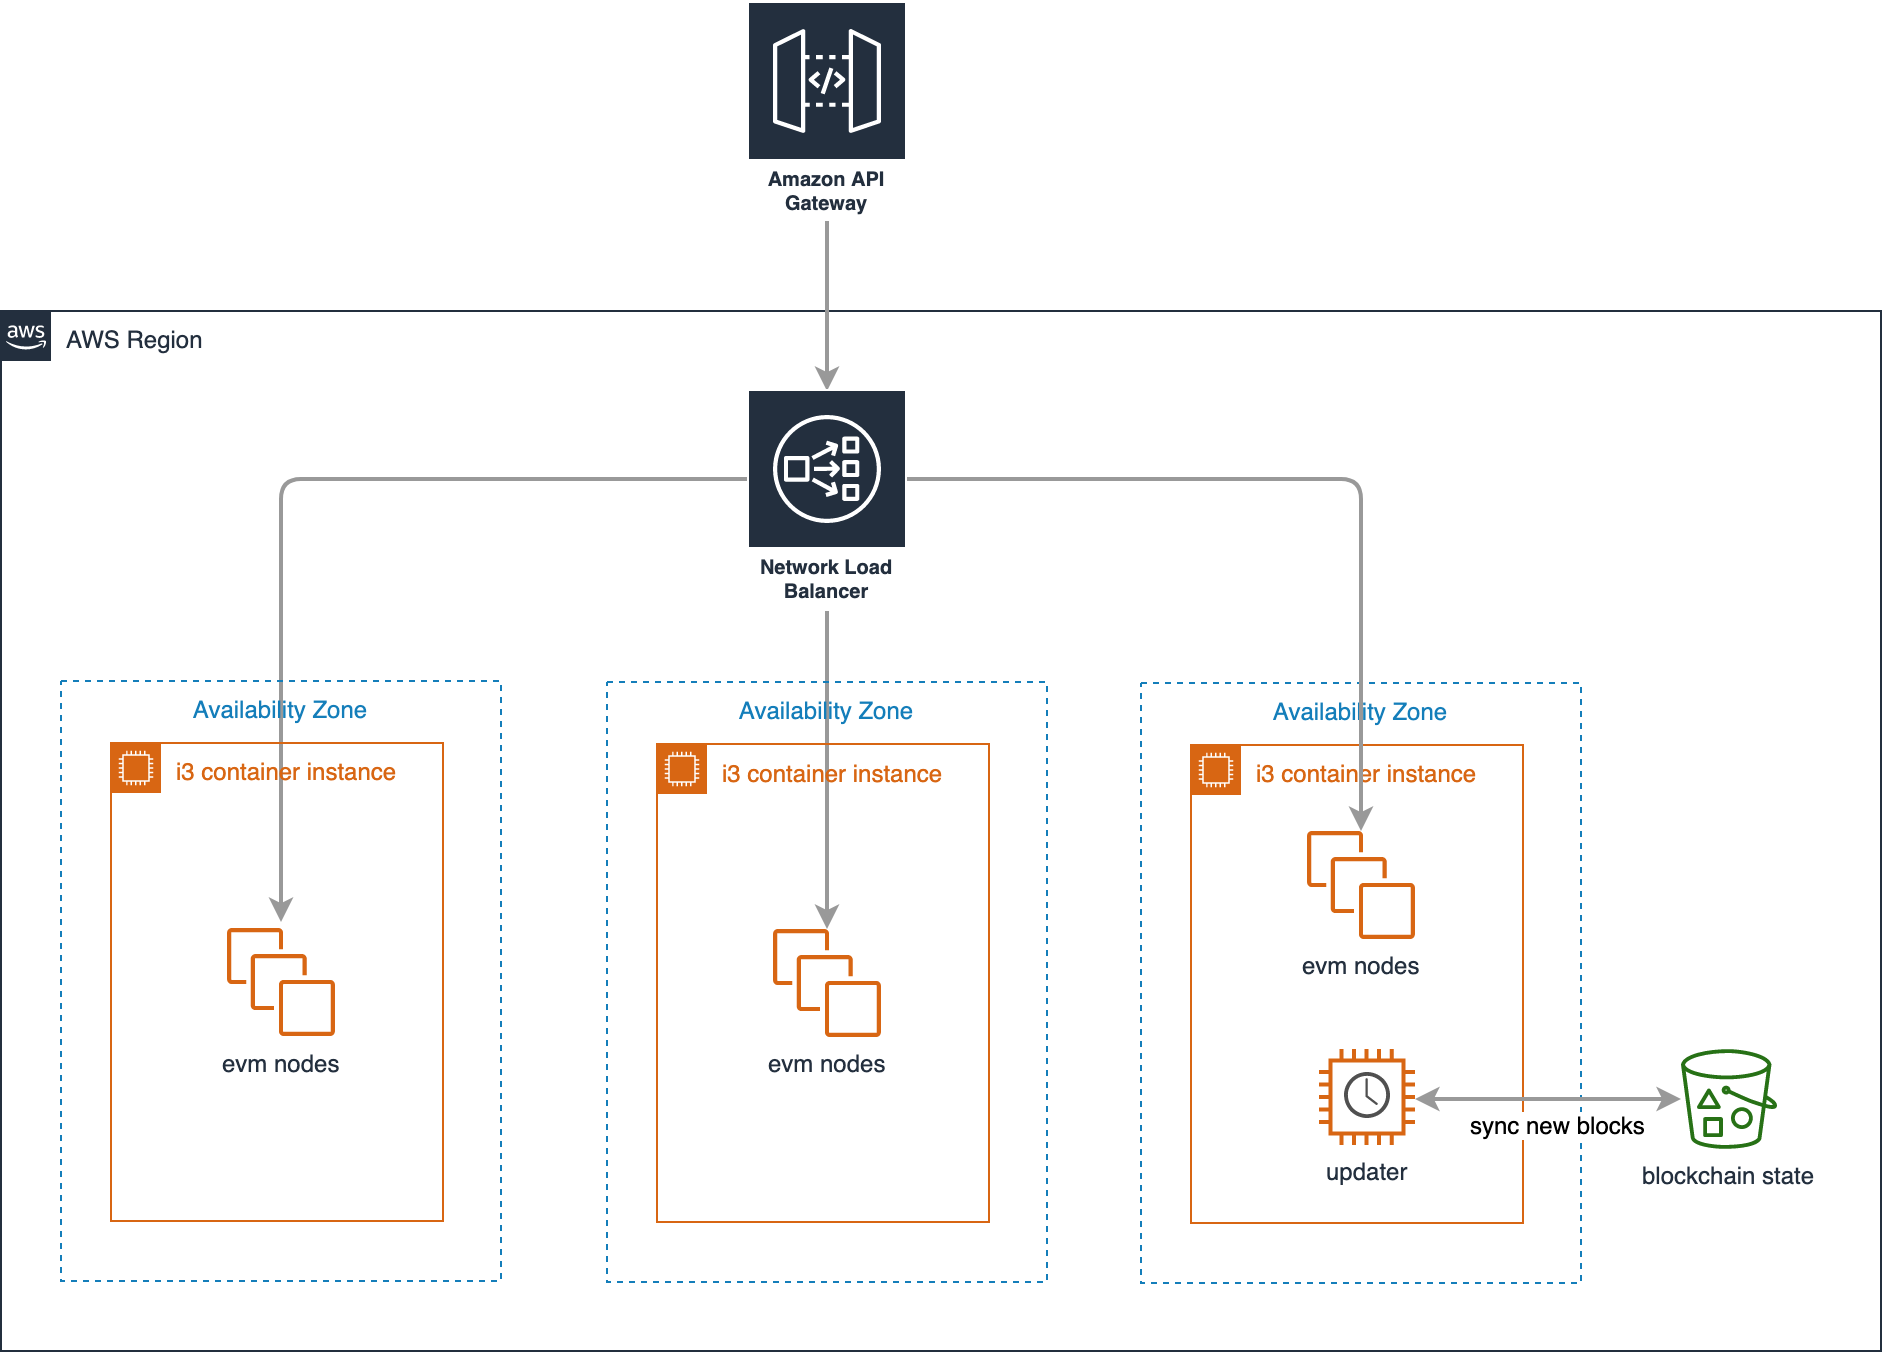 </>
Amazon API
Gateway
aws
AWS Region
Network Load
Balancer
Availability Zone
i3 container instance
evm nodes
Availability Zone
i3 container instance
evm nodes
Availability Zone
i3 container instance
evm nodes
updater
sync new blocks
blockchain state